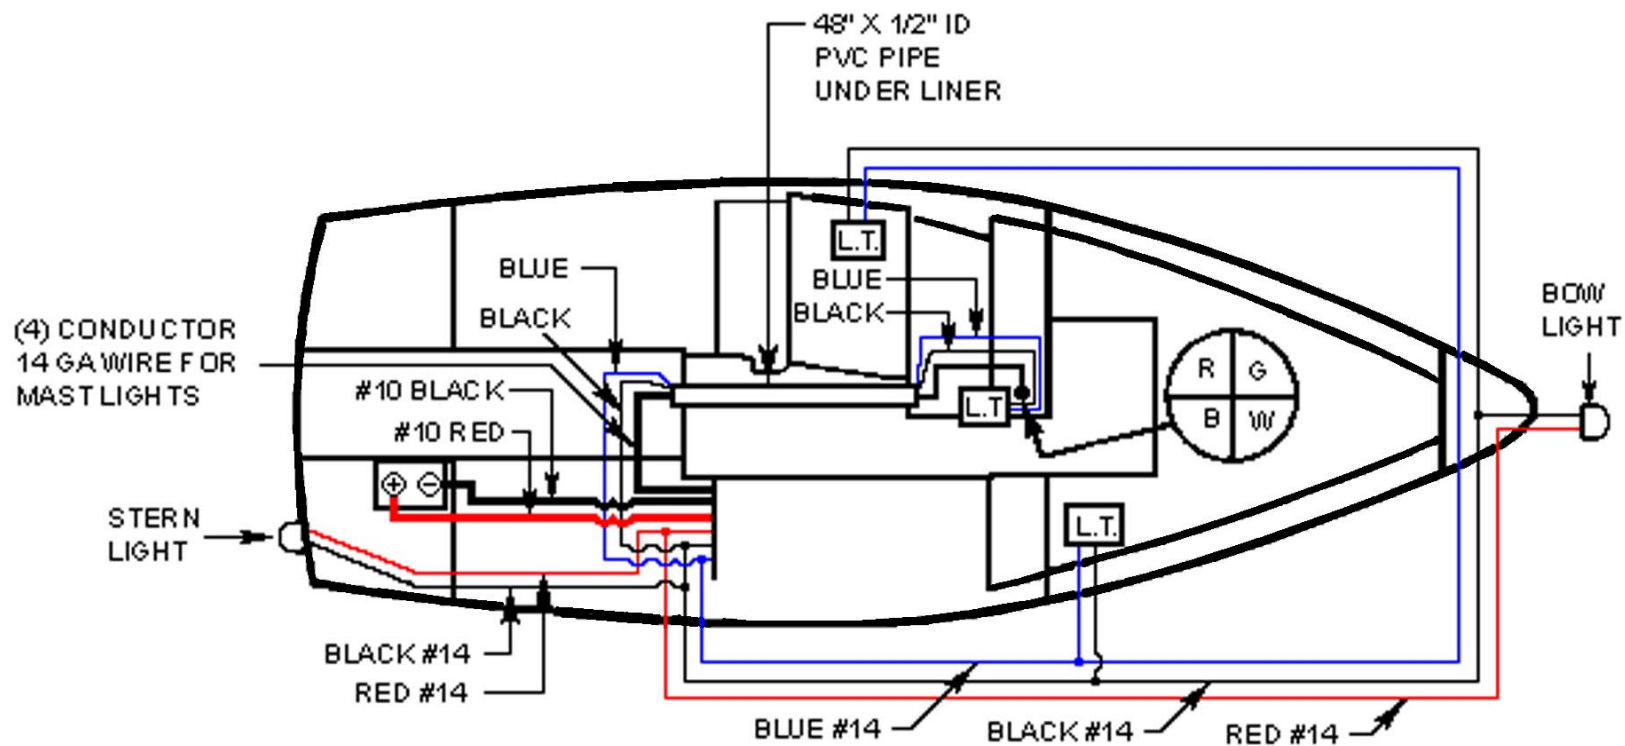 48" X 1/2" ID
PVC PIPE
UNDER LINER
L.T.
BLUE
BLUE
BLACK
BLACK
BOW
LIGHT
(4) CONDUCTOR
14 GA WIRE FOR
MAST LIGHTS
#10 BLACK
#10 RED
L.T
R G
B W
+ −
STERN
LIGHT
L.T.
BLACK #14
RED #14
BLUE #14
BLACK #14
RED #14